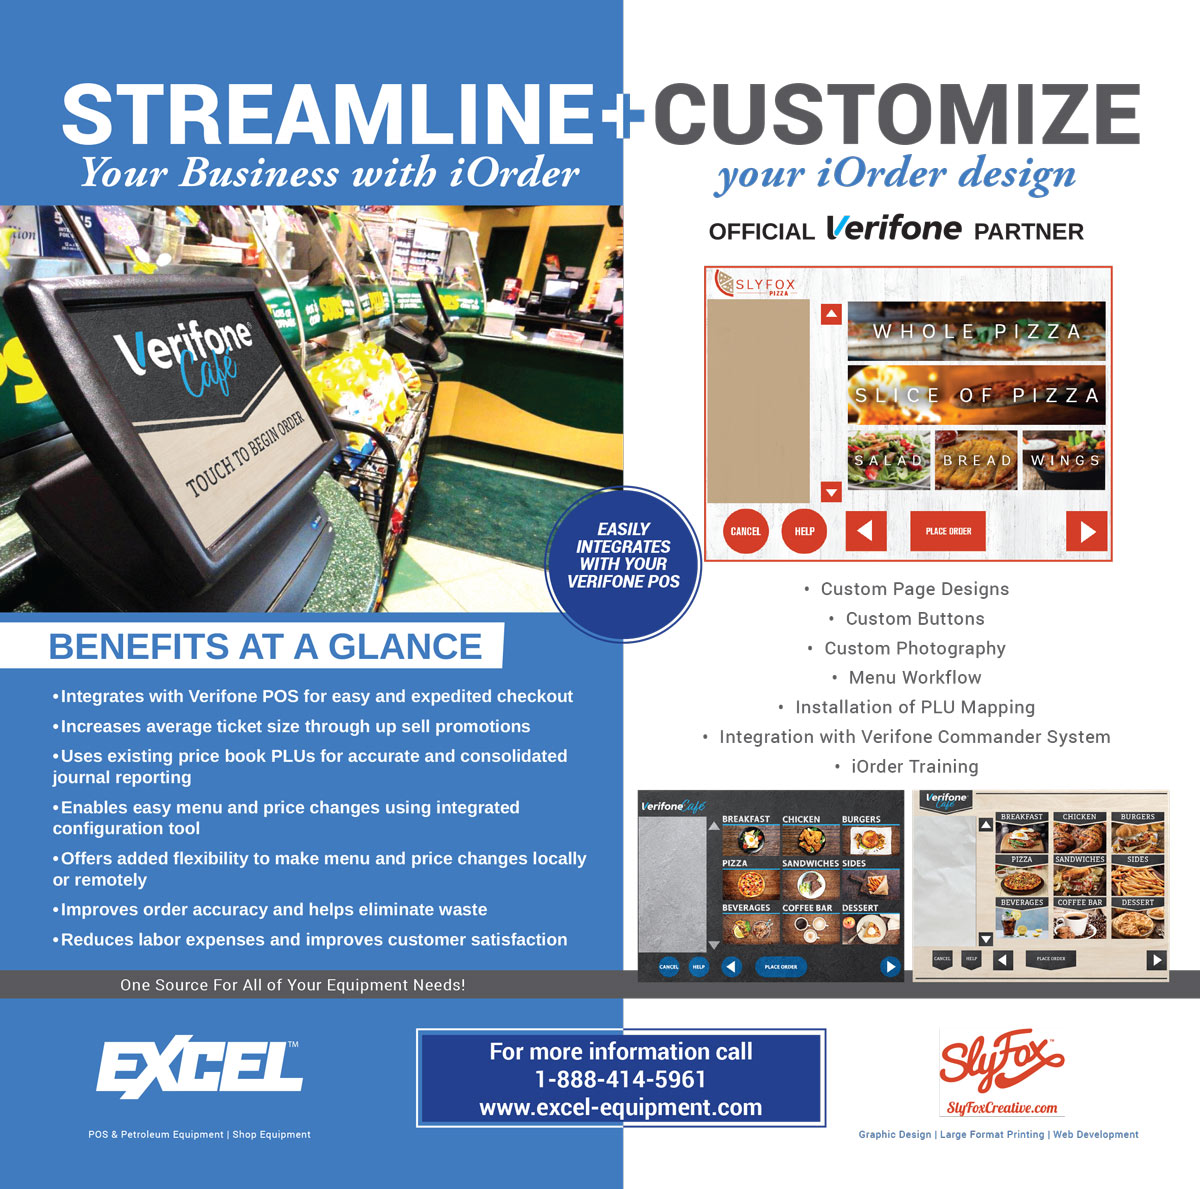 STREAMLINE+CUSTOMIZE
Your Business with iOrder
your iOrder design
OFFICIAL Verifone PARTNER
Verifone
Café
TOUCH TO BEGIN ORDER
SLYFOX
PIZZA
WHOLE PIZZA
SLICE OF PIZZA
SALAD BREAD WINGS
CANCEL HELP PLACE ORDER
EASILY
INTEGRATES
WITH YOUR
VERIFONE POS
BENEFITS AT A GLANCE
•Integrates with Verifone POS for easy and expedited checkout
•Increases average ticket size through up sell promotions
•Uses existing price book PLUs for accurate and consolidated
journal reporting
•Enables easy menu and price changes using integrated
configuration tool
•Offers added flexibility to make menu and price changes locally
or remotely
•Improves order accuracy and helps eliminate waste
•Reduces labor expenses and improves customer satisfaction
• Custom Page Designs
• Custom Buttons
• Custom Photography
• Menu Workflow
• Installation of PLU Mapping
• Integration with Verifone Commander System
• iOrder Training
Verifone Café
BREAKFAST CHICKEN BURGERS
PIZZA SANDWICHES SIDES
BEVERAGES COFFEE BAR DESSERT
CANCEL HELP PLACE ORDER
Verifone
Café
BREAKFAST CHICKEN BURGERS
PIZZA SANDWICHES SIDES
BEVERAGES COFFEE BAR DESSERT
CANCEL HELP PLACE ORDER
One Source For All of Your Equipment Needs!
EXCEL™
POS & Petroleum Equipment | Shop Equipment
For more information call
1-888-414-5961
www.excel-equipment.com
SlyFox™
SlyFoxCreative.com
Graphic Design | Large Format Printing | Web Development